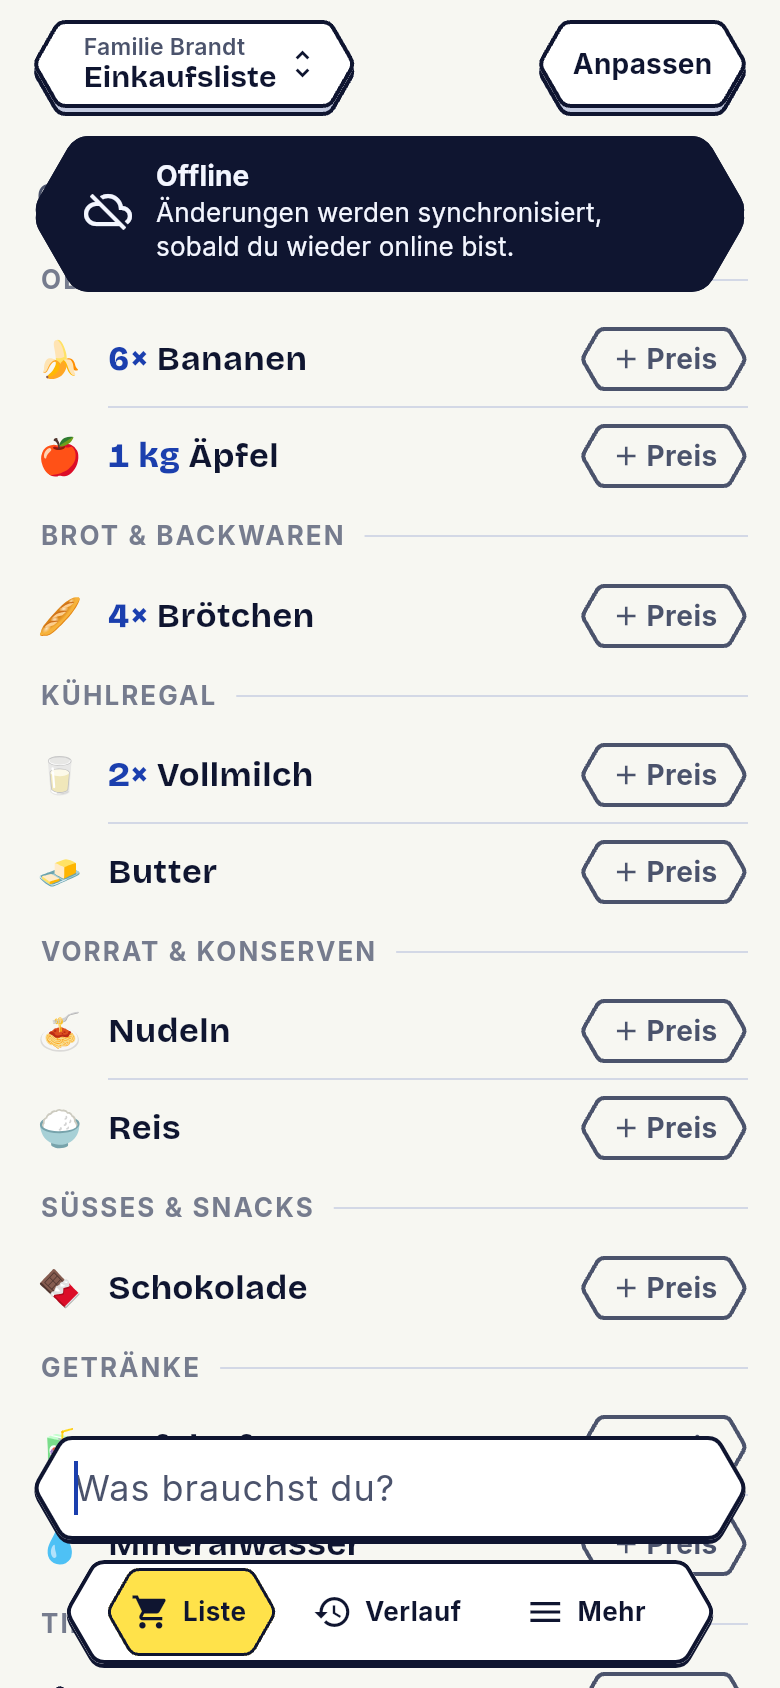 Familie Brandt
Einkaufsliste
Anpassen
Offline
Änderungen werden synchronisiert,
sobald du wieder online bist.
6× Bananen
+ Preis
1 kg Äpfel
+ Preis
BROT & BACKWAREN
4× Brötchen
+ Preis
KÜHLREGAL
2× Vollmilch
+ Preis
Butter
+ Preis
VORRAT & KONSERVEN
Nudeln
+ Preis
Reis
+ Preis
SÜSSES & SNACKS
Schokolade
+ Preis
GETRÄNKE
Was brauchst du?
Mineralwasser
+ Preis
Liste
Verlauf
Mehr